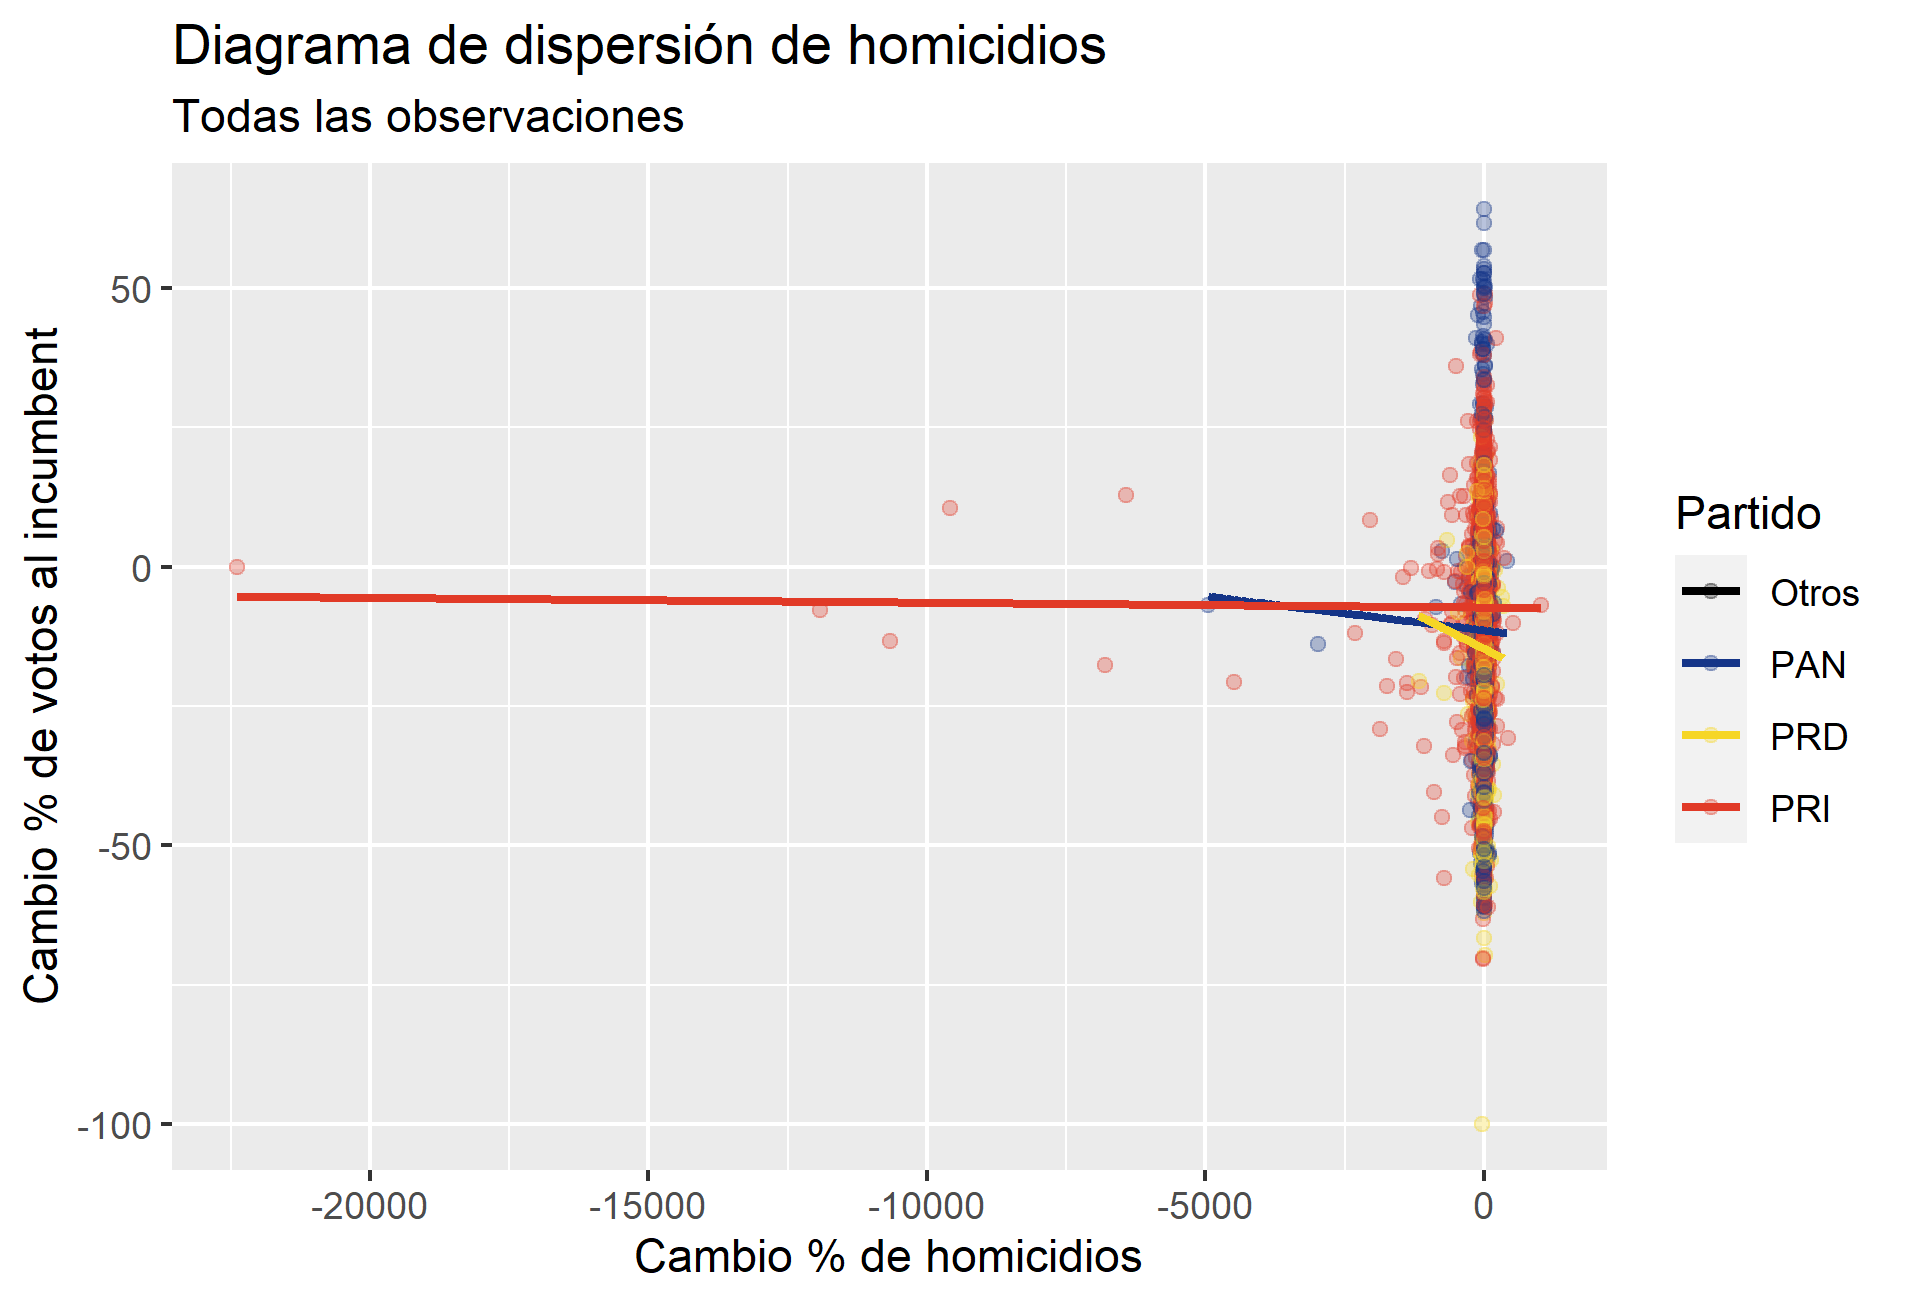 Diagrama de dispersión de homicidios
Todas las observaciones
Cambio % de votos al incumbent
50
0
-50
-100
-20000
-15000
-10000
-5000
0
Cambio % de homicidios
Partido
Otros
PAN
PRD
PRI